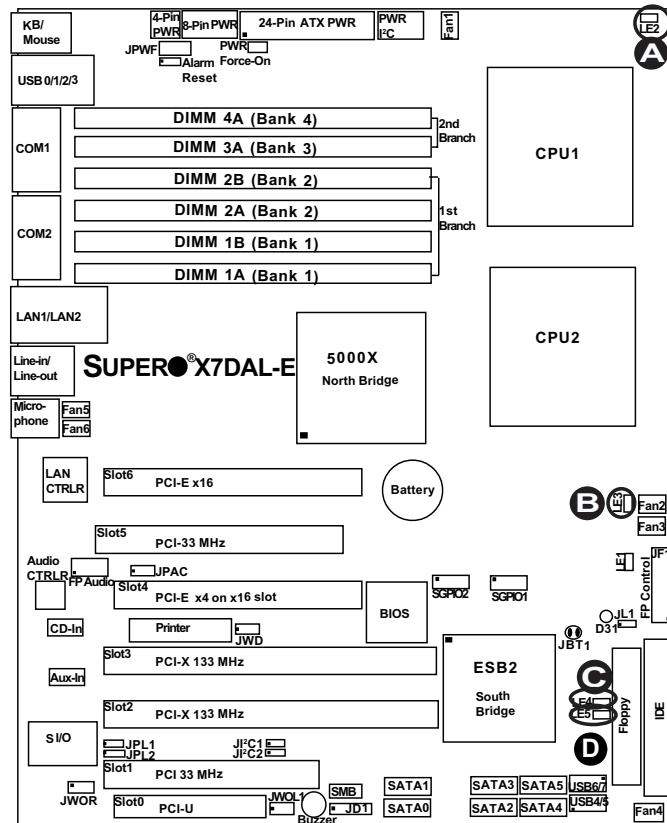 KB/
Mouse
4-Pin
PWR
8-Pin PWR
24-Pin ATX PWR
PWR
I²C
Fan1
LE2
A
JPWF
Alarm
Reset
PWR
Force-On
USB 0/1/2/3
DIMM 4A (Bank 4)
DIMM 3A (Bank 3)
DIMM 2B (Bank 2)
DIMM 2A (Bank 2)
DIMM 1B (Bank 1)
DIMM 1A (Bank 1)
2nd
Branch
1st
Branch
CPU1
COM1
COM2
LAN1/LAN2
CPU2
Line-in/
Line-out
SUPER®X7DAL-E
5000X
North Bridge
Micro-
phone
Fan5
Fan6
LAN
CTRLR
Slot6
PCI-E x16
Battery
B
LE3
Fan2
Fan3
Slot5
PCI-33 MHz
Audio
CTRLR
FP Audio
JPAC
LE1
JF1
FP Control
Slot4
PCI-E x4 on x16 slot
BIOS
SGPIO2
SGPIO1
CD-In
Printer
JWD
D31
JL1
JBT1
Slot3
PCI-X 133 MHz
ESB2
South
Bridge
Aux-In
C
LE4
LE5
D
Floppy
IDE
Slot2
PCI-X 133 MHz
S I/O
JPL1
JPL2
JI²C1
JI²C2
Slot1
PCI 33 MHz
JWOR
Slot0
PCI-U
JWOL1
Buzzer
SMB
JD1
SATA1
SATA0
SATA3
SATA2
SATA5
SATA4
USB6/7
USB4/5
Fan4